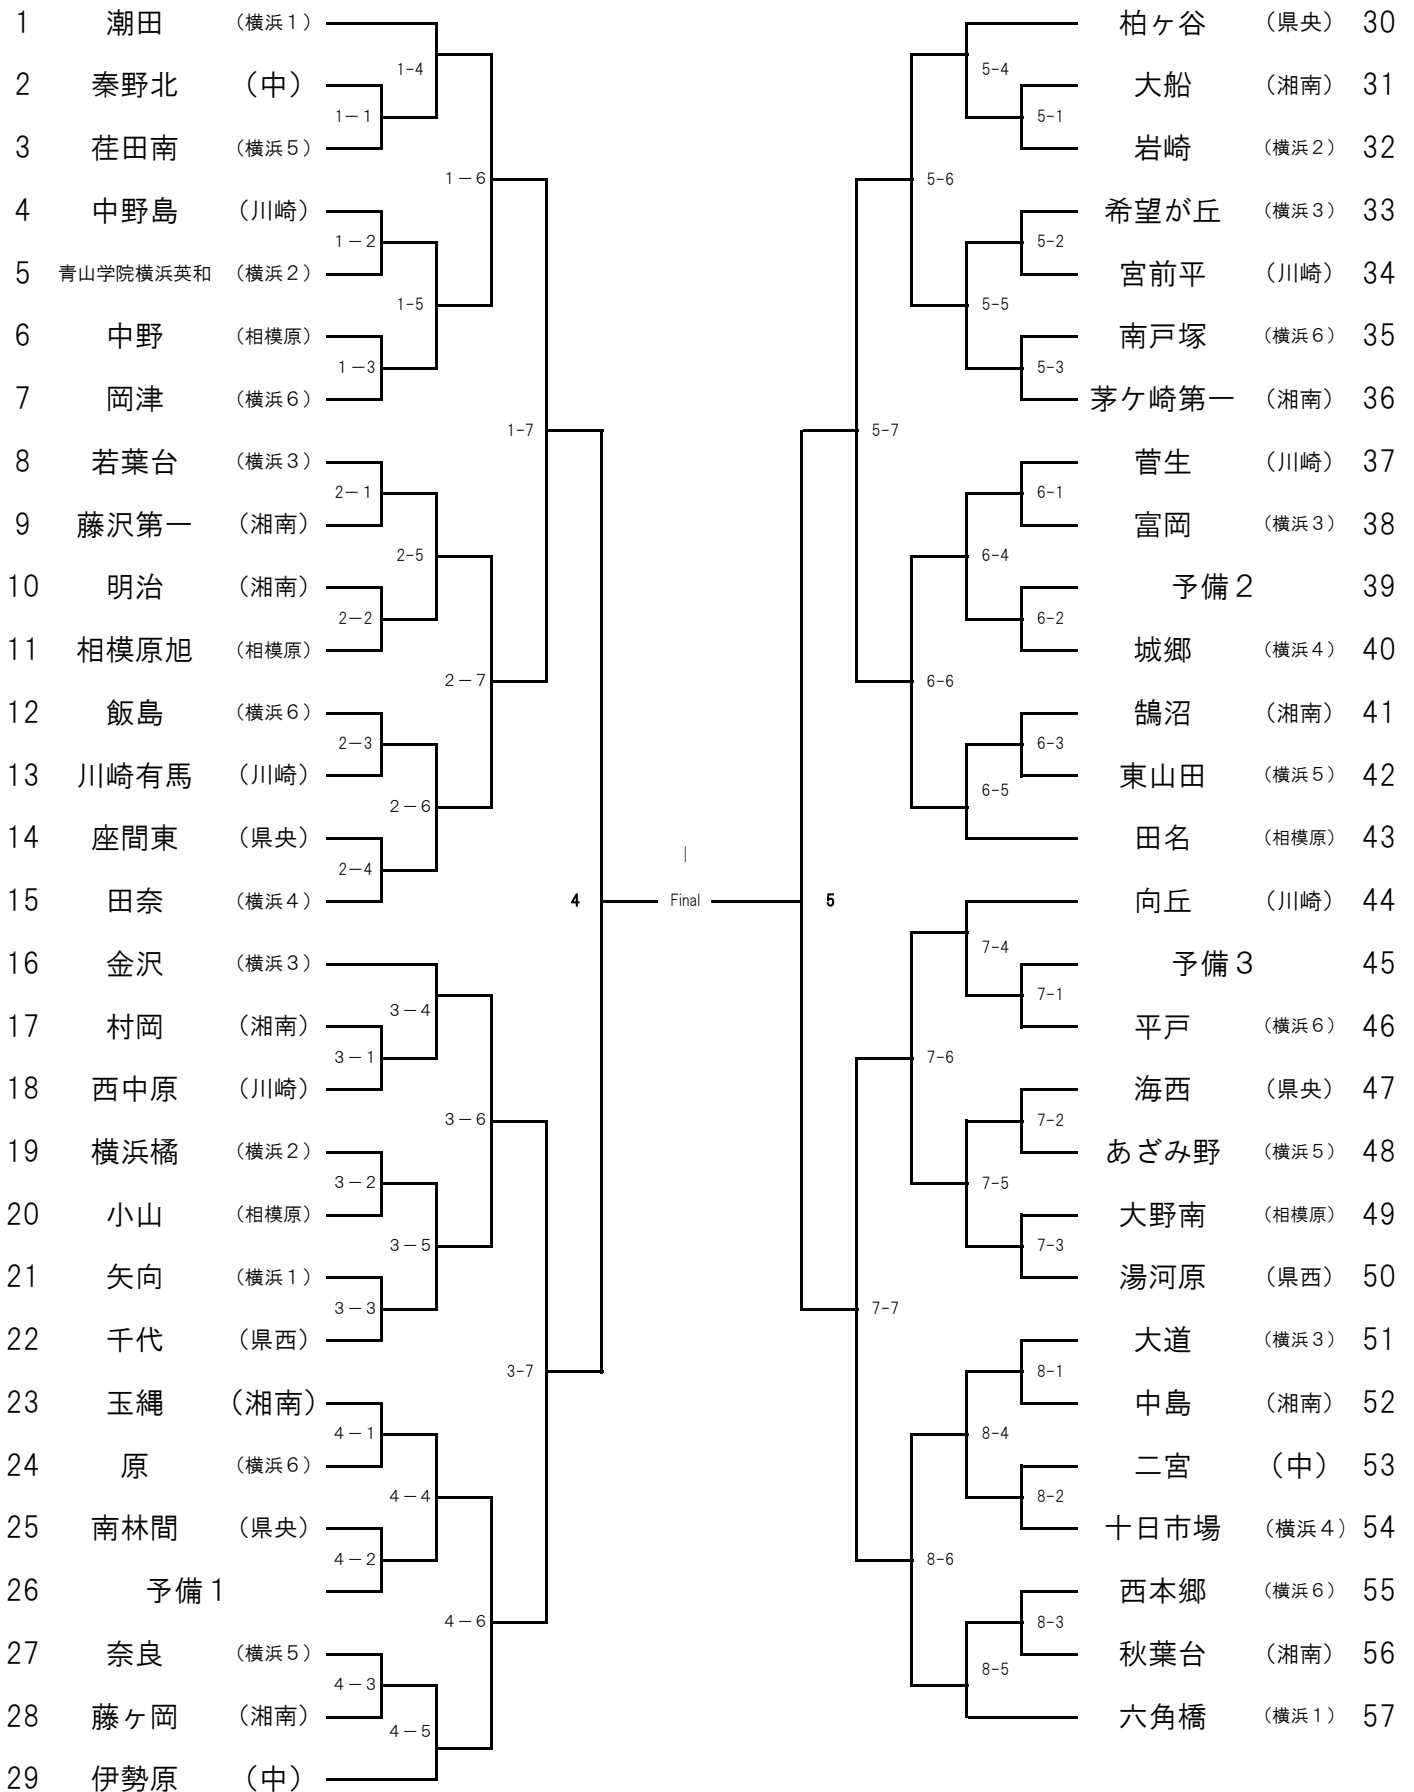 1 潮田 （横浜１）
1-4
2 秦野北 （中）
1－1
3 荏田南 （横浜５）
1－6
4 中野島 （川崎）
1－2
5 青山学院横浜英和 （横浜２）
1-5
6 中野 （相模原）
1－3
7 岡津 （横浜６）
1-7
8 若葉台 （横浜３）
2－1
9 藤沢第一 （湘南）
2-5
10 明治 （湘南）
2－2
11 相模原旭 （相模原）
2－7
12 飯島 （横浜６）
2－3
13 川崎有馬 （川崎）
2－6
14 座間東 （県央）
2－4
15 田奈 （横浜４）
16 金沢 （横浜３）
3－4
17 村岡 （湘南）
3－1
18 西中原 （川崎）
3－6
19 横浜橘 （横浜２）
3－2
20 小山 （相模原）
3－5
21 矢向 （横浜１）
3－3
22 千代 （県西）
3-7
23 玉縄 （湘南）
4－1
24 原 （横浜６）
4－4
25 南林間 （県央）
4－2
26 予備１
4－6
27 奈良 （横浜５）
4－3
28 藤ヶ岡 （湘南）
4－5
29 伊勢原 （中）
｜
4 Final 5
柏ヶ谷 （県央） 30
5-4
大船 （湘南） 31
5-1
岩崎 （横浜２） 32
5-6
希望が丘 （横浜３） 33
5-2
宮前平 （川崎） 34
5-5
南戸塚 （横浜６） 35
5-3
茅ケ崎第一 （湘南） 36
5-7
菅生 （川崎） 37
6-1
富岡 （横浜３） 38
6-4
予備２ 39
6-2
城郷 （横浜４） 40
6-6
鵠沼 （湘南） 41
6-3
東山田 （横浜５） 42
6-5
田名 （相模原） 43
向丘 （川崎） 44
7-4
予備３ 45
7-1
平戸 （横浜６） 46
7-6
海西 （県央） 47
7-2
あざみ野 （横浜５） 48
7-5
大野南 （相模原） 49
7-3
湯河原 （県西） 50
7-7
大道 （横浜３） 51
8-1
中島 （湘南） 52
8-4
二宮 （中） 53
8-2
十日市場 （横浜４） 54
8-6
西本郷 （横浜６） 55
8-3
秋葉台 （湘南） 56
8-5
六角橋 （横浜１） 57